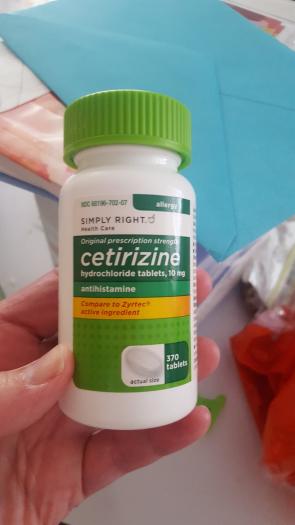 NDC 68196-702-07
allergy
SIMPLY RIGHT
Health Care
Original prescription strength
cetirizine
hydrochloride tablets, 10 mg
antihistamine
Compare to Zyrtec®
active ingredient
370
tablets
actual size